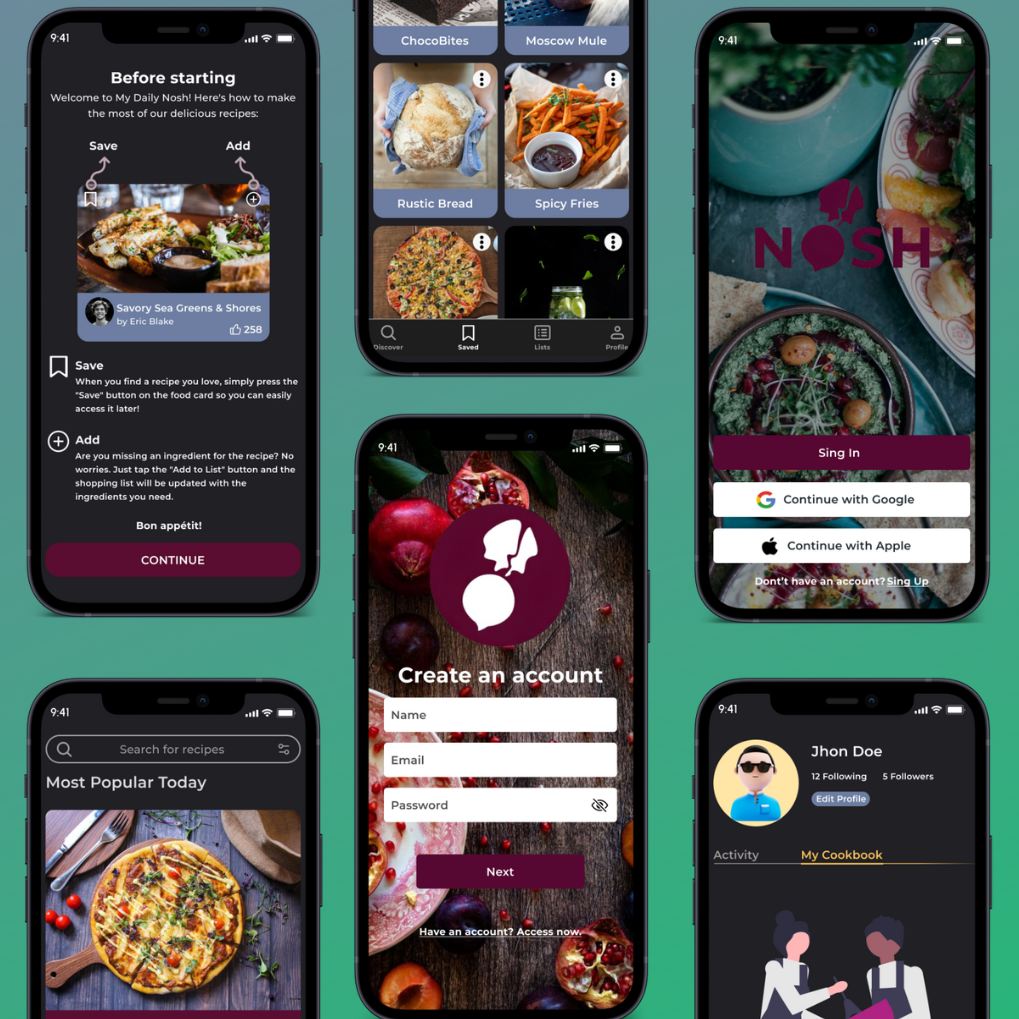 9:41
Before starting
Welcome to My Daily Nosh! Here's how to make
the most of our delicious recipes:
Save
Add
Savory Sea Greens & Shores
by Eric Blake
258
Save
When you find a recipe you love, simply press the
"Save" button on the food card so you can easily
access it later!
Add
Are you missing an ingredient for the recipe? No
worries. Just tap the "Add to List" button and the
shopping list will be updated with the
ingredients you need.
Bon appétit!
CONTINUE
ChocoBites
Moscow Mule
Rustic Bread
Spicy Fries
Discover
Saved
Lists
Profile
9:41
NOSH
Sing In
Continue with Google
Continue with Apple
Dont't have an account? Sing Up
9:41
Create an account
Name
Email
Password
Next
Have an account? Access now.
9:41
Search for recipes
Most Popular Today
9:41
Jhon Doe
12 Following
5 Followers
Edit Profile
Activity
My Cookbook